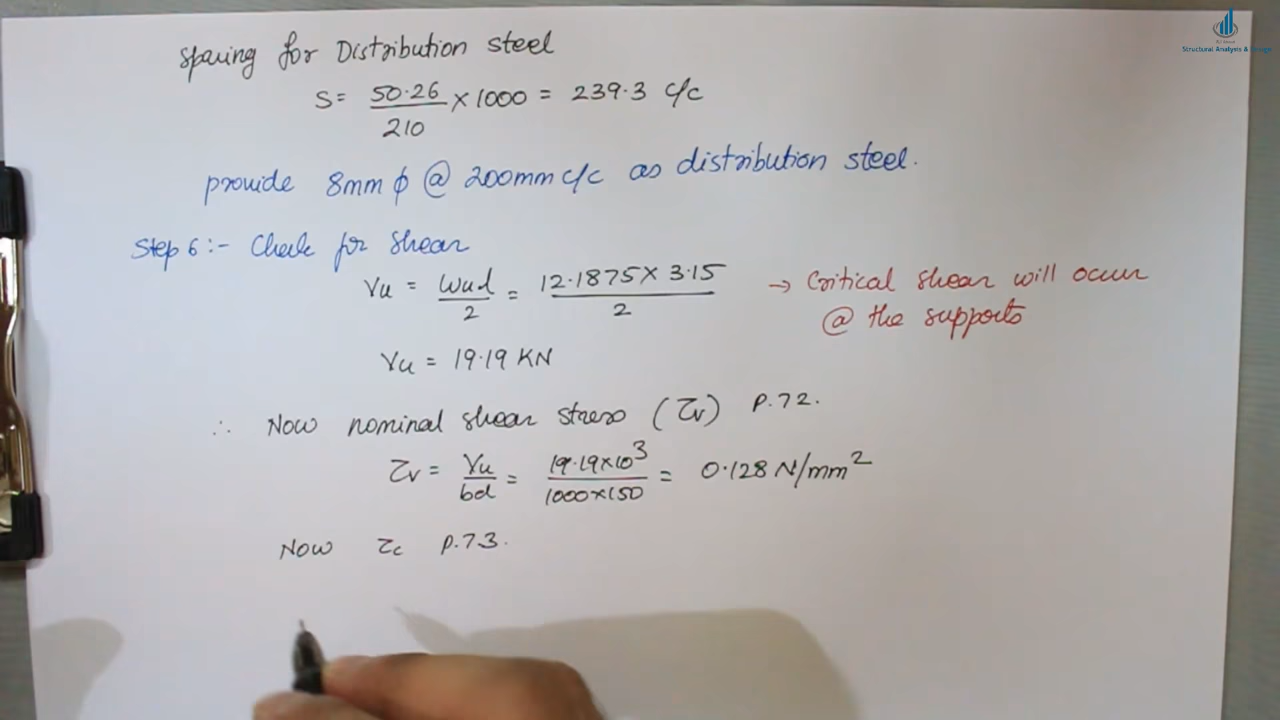 Spacing for Distribution steel
S = 50.26/210 × 1000 = 239.3 c/c
provide 8mm ϕ @ 200mm c/c as distribution steel.
Step 6 :- Check for Shear
Vu = Wud/2 = 12.1875 × 3.15/2 → Critical shear will occur
@ the supports
Vu = 19.19 KN
∴ Now nominal shear stress (τv) P.72.
τv = Vu/bd = 19.19×10³/1000×150 = 0.128 N/mm²
Now τc P.73.
Structural Analysis &